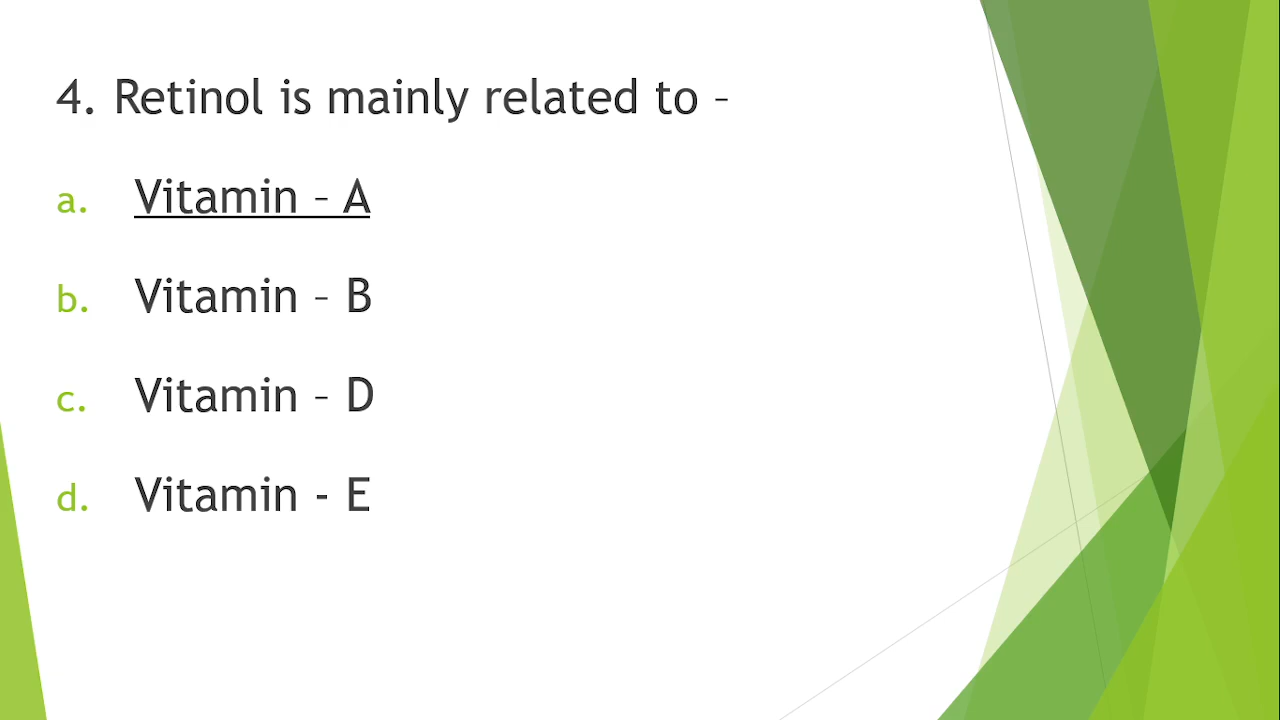 4. Retinol is mainly related to –
a. Vitamin – A
b. Vitamin – B
c. Vitamin – D
d. Vitamin - E